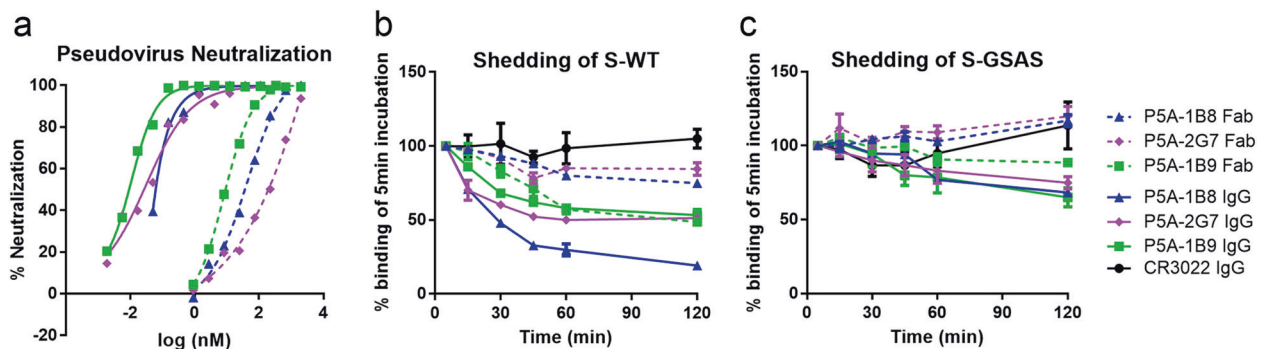 a
Pseudovirus Neutralization
% Neutralization
100
80
60
40
20
0
-20
-2
0
2
4
log (nM)
b
Shedding of S-WT
% binding of 5min incubation
150
100
50
0
0
30
60
90
120
Time (min)
c
Shedding of S-GSAS
% binding of 5min incubation
150
100
50
0
0
30
60
90
120
Time (min)
P5A-1B8 Fab
P5A-2G7 Fab
P5A-1B9 Fab
P5A-1B8 IgG
P5A-2G7 IgG
P5A-1B9 IgG
CR3022 IgG